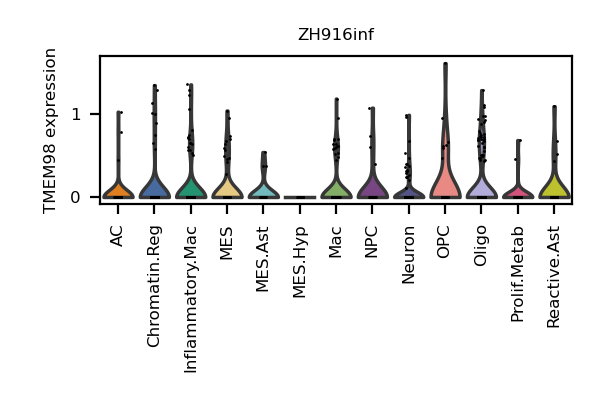 ZH916inf
TMEM98 expression
1
0
AC
Chromatin.Reg
Inflammatory.Mac
MES
MES.Ast
MES.Hyp
Mac
NPC
Neuron
OPC
Oligo
Prolif.Metab
Reactive.Ast